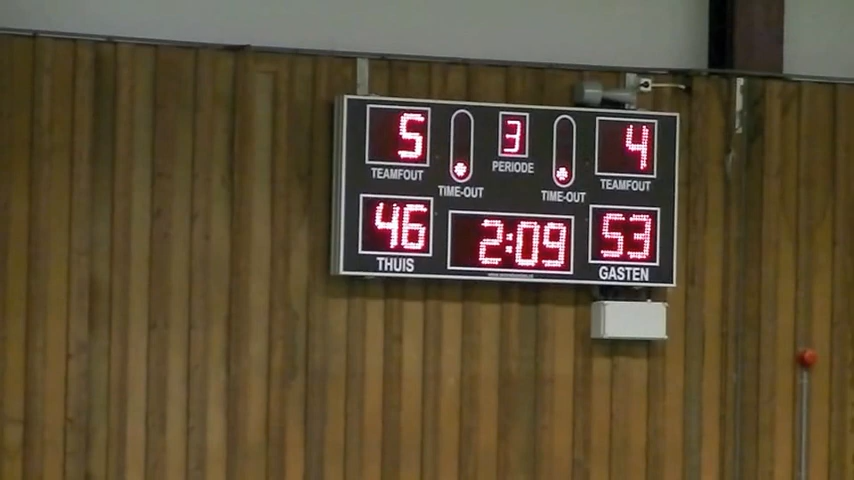 5 3 4
TEAMFOUT PERIODE TEAMFOUT
TIME-OUT TIME-OUT
46 2:09 53
THUIS GASTEN